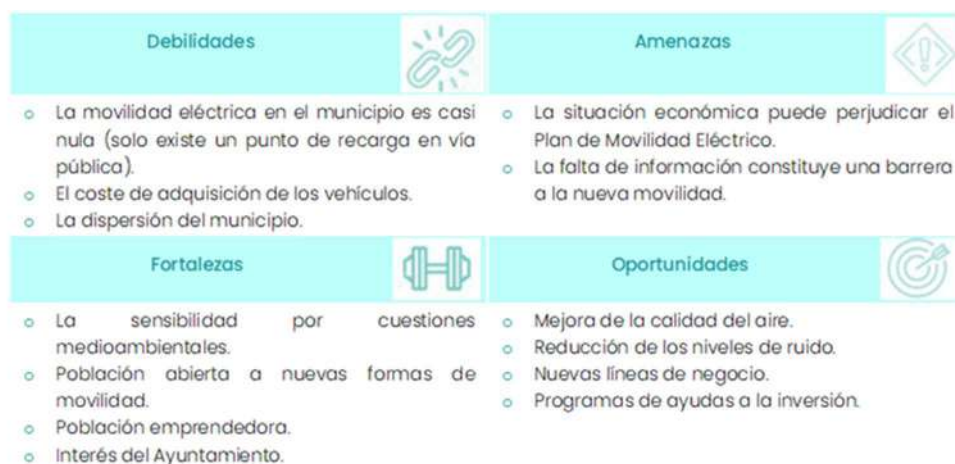 Debilidades
La movilidad eléctrica en el municipio es casi
nula (solo existe un punto de recarga en vía
pública).
El coste de adquisición de los vehículos.
La dispersión del municipio.
Amenazas
La situación económica puede perjudicar el
Plan de Movilidad Eléctrico.
La falta de información constituye una barrera
a la nueva movilidad.
Fortalezas
La sensibilidad por cuestiones
medioambientales.
Población abierta a nuevas formas de
movilidad.
Población emprendedora.
Interés del Ayuntamiento.
Oportunidades
Mejora de la calidad del aire.
Reducción de los niveles de ruido.
Nuevas líneas de negocio.
Programas de ayudas a la inversión.